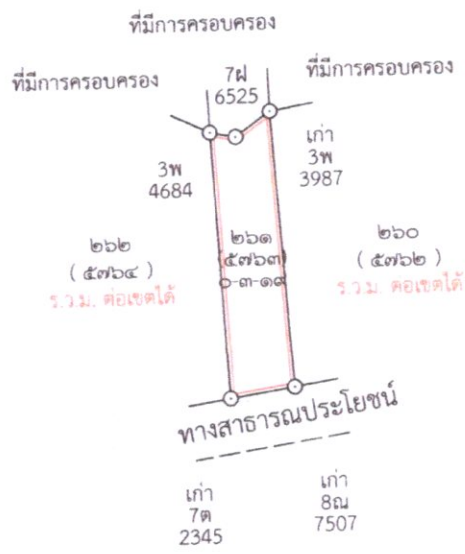 ที่มีการครอบครอง
ที่มีการครอบครอง
7ฝ
6525
ที่มีการครอบครอง
3พ
4684
เก่า
3พ
3987
๒๖๒
( ๕๗๖๔ )
ร.ว.ม. ต่อเขตได้
๒๖๑
(๕๗๖๓)
๐-๓-๑๙
๒๖๐
( ๕๗๖๒ )
ร.ว.ม. คอเขตได้
ทางสาธารณประโยชน์
เก่า
7ต
2345
เก่า
8ณ
7507